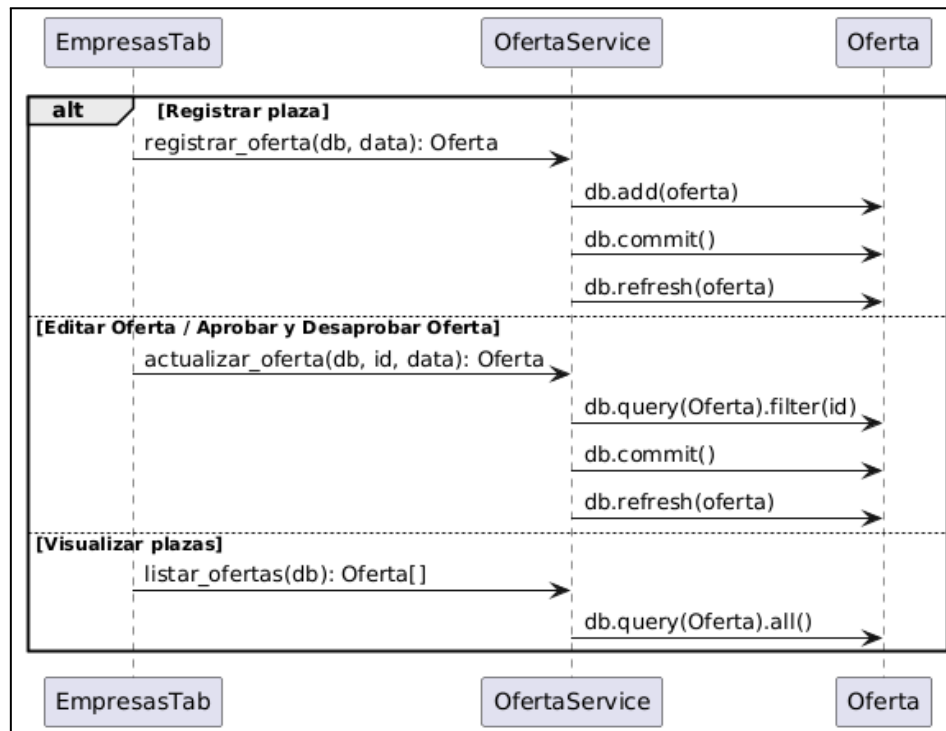 EmpresasTab OfertaService Oferta
alt [Registrar plaza]
registrar_oferta(db, data): Oferta
db.add(oferta)
db.commit()
db.refresh(oferta)
[Editar Oferta / Aprobar y Desaprobar Oferta]
actualizar_oferta(db, id, data): Oferta
db.query(Oferta).filter(id)
db.commit()
db.refresh(oferta)
[Visualizar plazas]
listar_ofertas(db): Oferta[]
db.query(Oferta).all()
EmpresasTab OfertaService Oferta